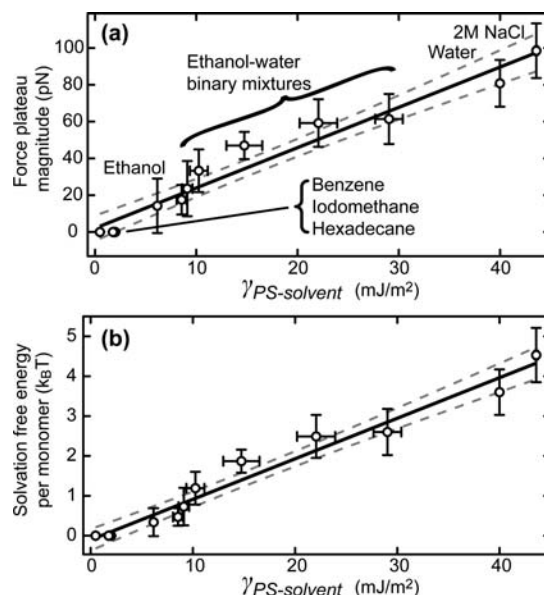 (a)
2M NaCl
Water
Ethanol-water
binary mixtures
Ethanol
Benzene
Iodomethane
Hexadecane
Force plateau
magnitude (pN)
100
80
60
40
20
0
0 10 20 30 40
γPS-solvent (mJ/m²)
(b)
Solvation free energy
per monomer (kBT)
5
4
3
2
1
0
0 10 20 30 40
γPS-solvent (mJ/m²)